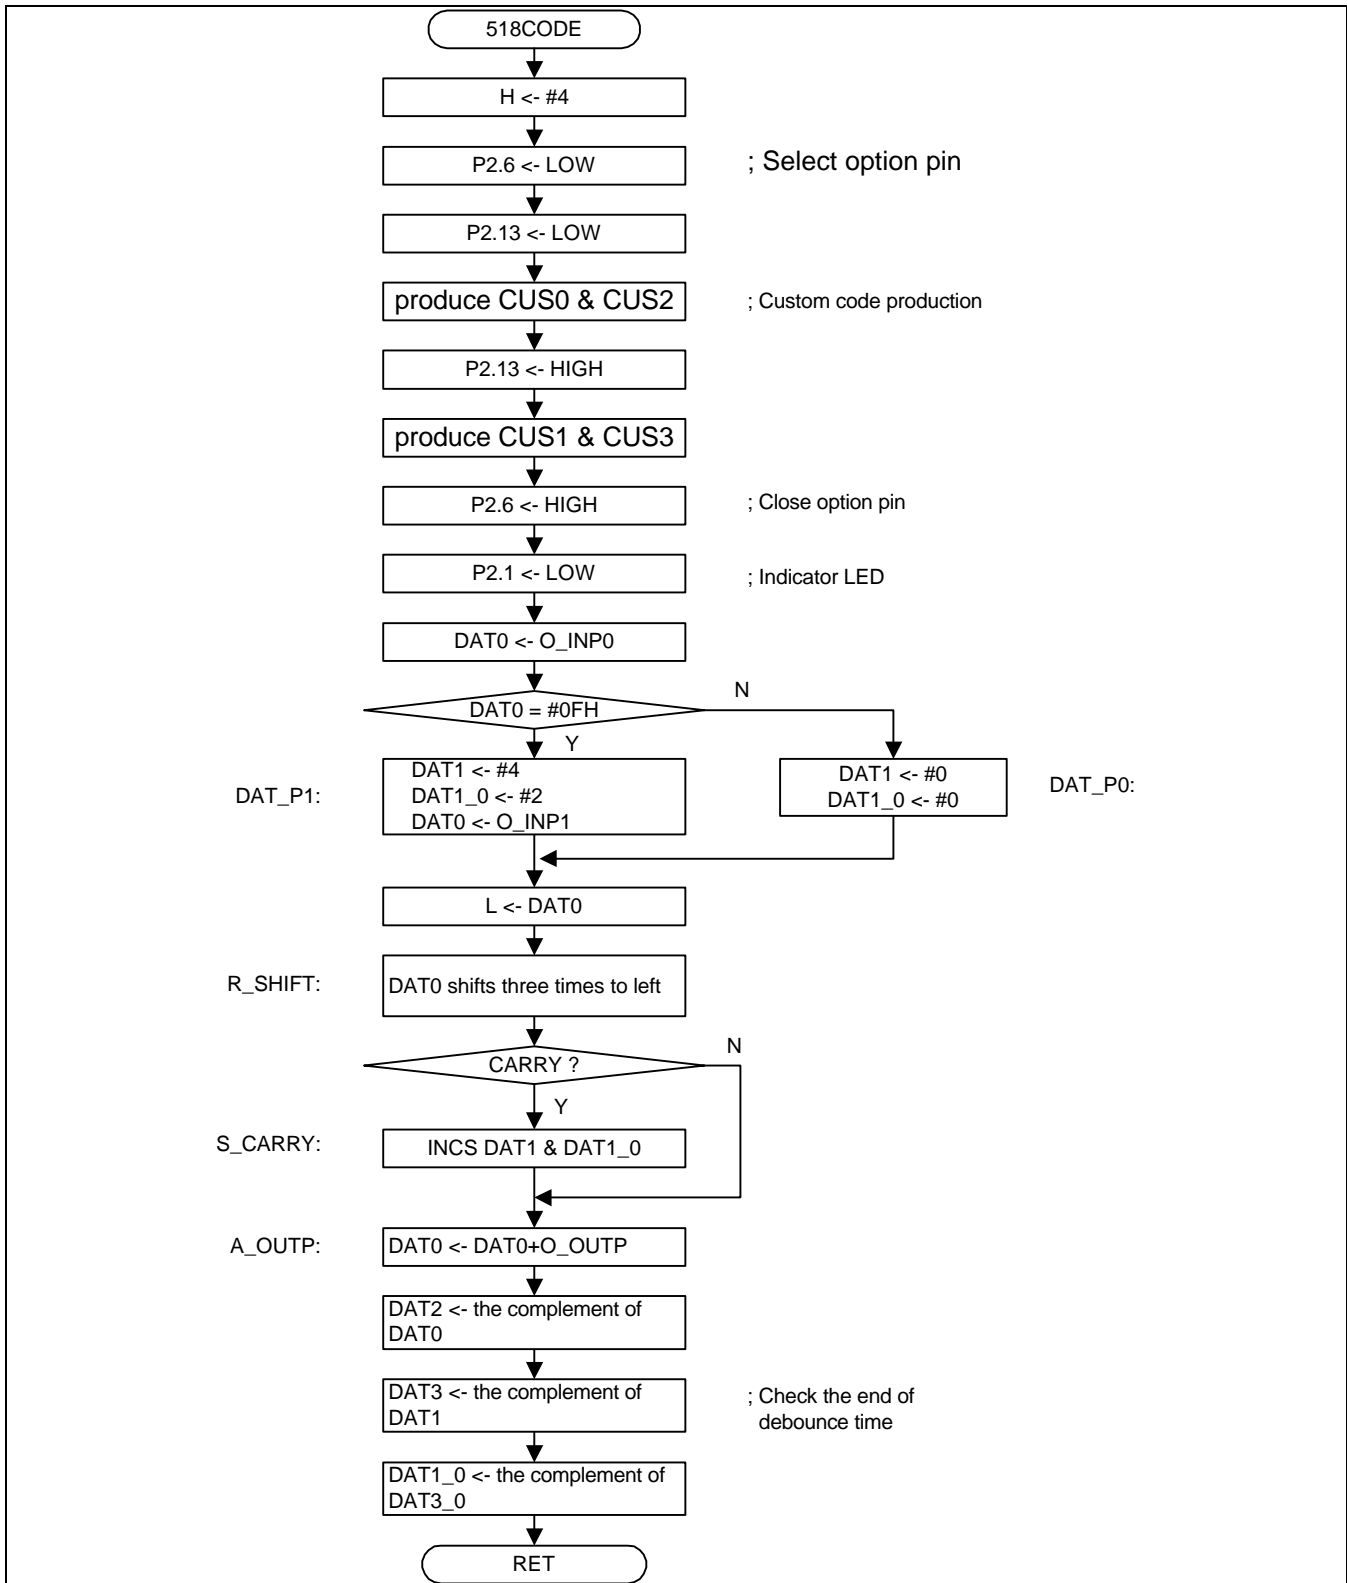 518CODE
H <- #4
P2.6 <- LOW
; Select option pin
P2.13 <- LOW
produce CUS0 & CUS2
; Custom code production
P2.13 <- HIGH
produce CUS1 & CUS3
P2.6 <- HIGH
; Close option pin
P2.1 <- LOW
; Indicator LED
DAT0 <- O_INP0
DAT0 = #0FH
N
Y
DAT_P1:
DAT1 <- #4
DAT1_0 <- #2
DAT0 <- O_INP1
DAT1 <- #0
DAT1_0 <- #0
DAT_P0:
L <- DAT0
R_SHIFT:
DAT0 shifts three times to left
CARRY ?
N
Y
S_CARRY:
INCS DAT1 & DAT1_0
A_OUTP:
DAT0 <- DAT0+O_OUTP
DAT2 <- the complement of
DAT0
DAT3 <- the complement of
DAT1
; Check the end of
debounce time
DAT1_0 <- the complement of
DAT3_0
RET